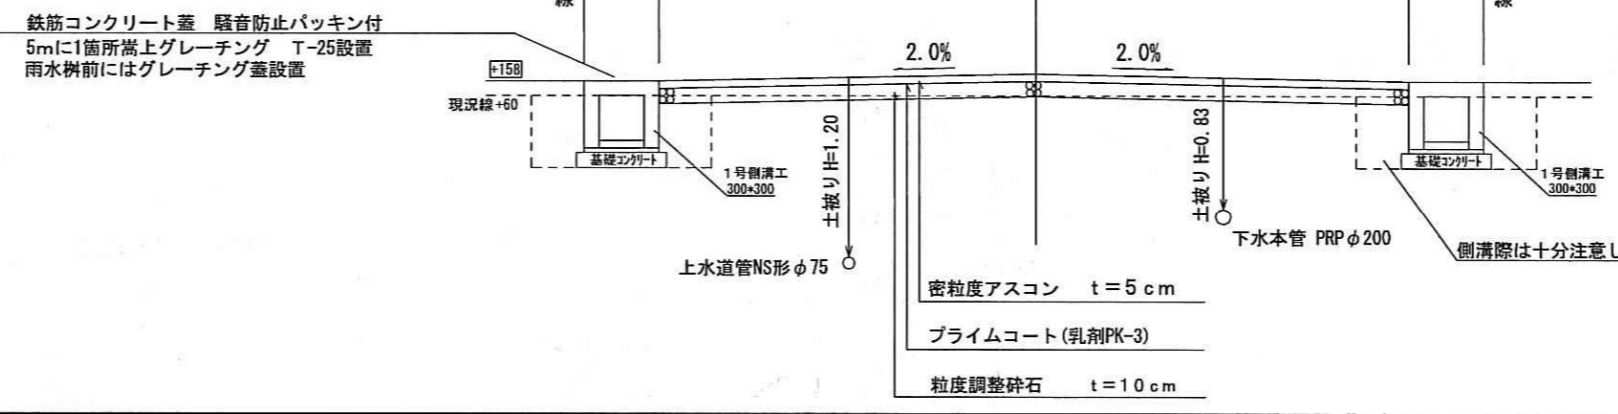 線
線
鉄筋コンクリート蓋　騒音防止パッキン付
5mに1箇所嵩上グレーチング　T-25設置
雨水桝前にはグレーチング蓋設置
2.0%
2.0%
+158
現況線+60
土被りH=1.20
土被りH=0.83
基礎コンクリート
基礎コンクリート
1号側溝工
300*300
1号側溝工
300*300
上水道管NS形φ75
下水本管 PRPφ200
側溝際は十分注意し
密粒度アスコン　t=5cm
プライムコート(乳剤PK-3)
粒度調整砕石　t=10cm